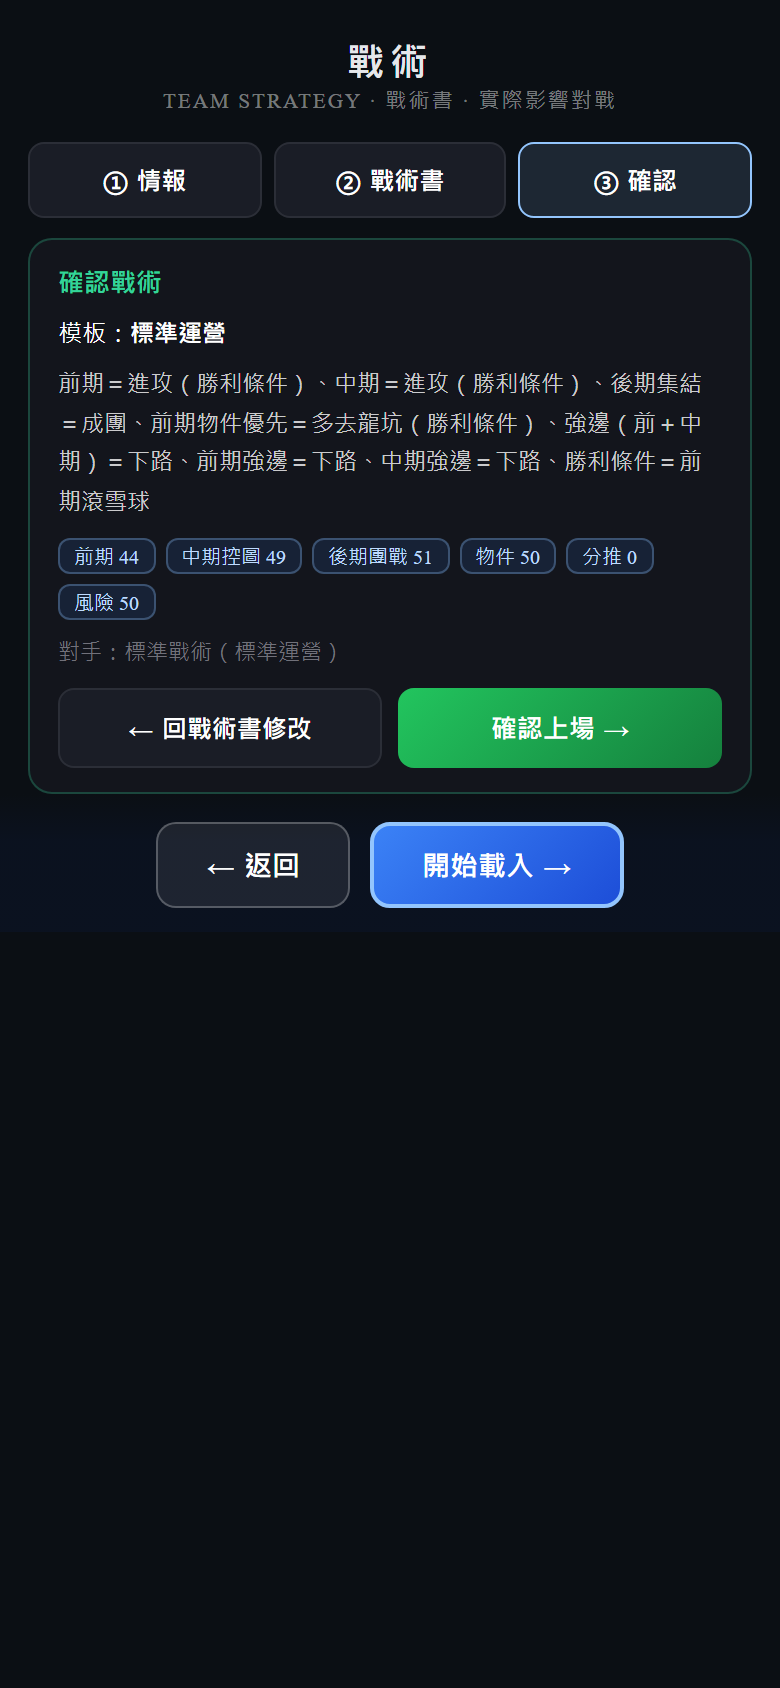 戰術
TEAM STRATEGY · 戰術書 · 實際影響對戰
① 情報
② 戰術書
③ 確認
確認戰術
模板：標準運營
前期＝進攻（勝利條件）、中期＝進攻（勝利條件）、後期集結
＝成團、前期物件優先＝多去龍坑（勝利條件）、強邊（前＋中
期）＝下路、前期強邊＝下路、中期強邊＝下路、勝利條件＝前
期滾雪球
前期 44
中期控圖 49
後期團戰 51
物件 50
分推 0
風險 50
對手：標準戰術（標準運營）
← 回戰術書修改
確認上場 →
← 返回
開始載入 →